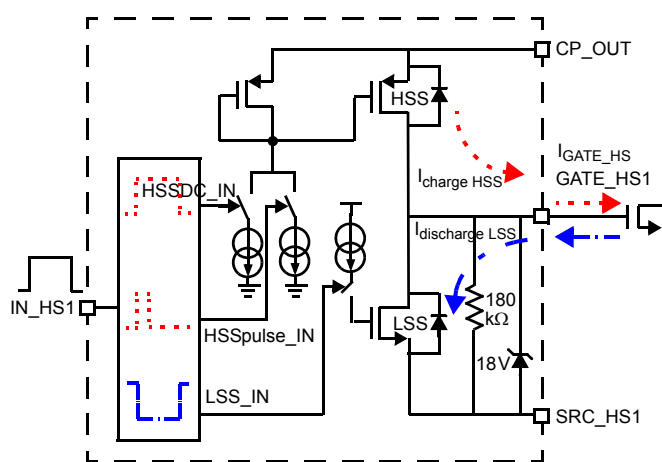 CP_OUT
HSS
I_charge HSS
I_GATE_HS
GATE_HS1
HSSDC_IN
I_discharge LSS
IN_HS1
HSSpulse_IN
LSS
180
kΩ
18V
LSS_IN
SRC_HS1